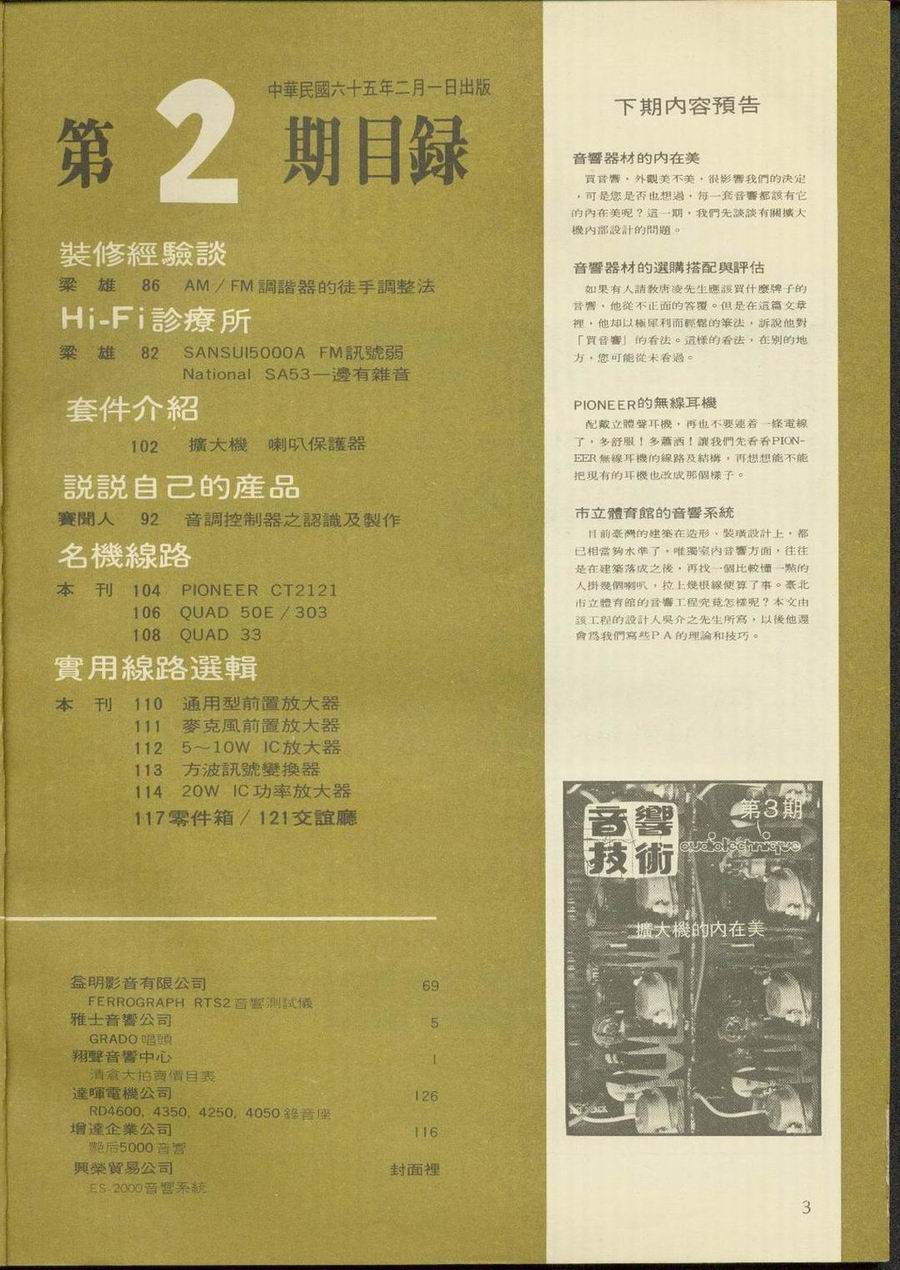 中華民國六十五年二月一日出版
第2期目録
裝修經驗談
梁雄 86 AM／FM調諧器的徒手調整法
Hi-Fi診療所
梁雄 82 SANSUI5000A FM訊號弱
National SA53一邊有雜音
套件介紹
102 擴大機 喇叭保護器
説説自己的産品
賽聞人 92 音調控制器之認識及製作
名機線路
本刊 104 PIONEER CT2121
106 QUAD 50E／303
108 QUAD 33
實用線路選輯
本刊 110 通用型前置放大器
111 麥克風前置放大器
112 5～10W IC放大器
113 方波訊號變換器
114 20W IC功率放大器
117零件箱／121交誼廳
益明影音有限公司 69
FERROGRAPH RTS2音響測試儀
雅士音響公司 5
GRADO唱頭
翔聲音響中心 1
清倉大拍賣價目表
達暉電機公司 126
RD4600, 4350, 4250, 4050錄音座
增達企業公司 116
艷后5000音響
興榮貿易公司 封面裡
ES-2000音響系統
下期內容預告
音響器材的內在美
買音響，外觀美不美，很影響我們的決定
，可是您是否也想過，每一套音響都該有它
的內在美呢？這一期，我們先談談有關擴大
機內部設計的問題。
音響器材的選購搭配與評估
如果有人請教唐凌先生應該買什麼牌子的
音響，他從不正面的答覆。但是在這篇文章
裡，他却以極犀利而輕鬆的筆法，訴說他對
「買音響」的看法。這樣的看法，在別的地
方，您可能從未看過。
PIONEER的無線耳機
配戴立體聲耳機，再也不要連着一條電線
了，多舒服！多蕭洒！讓我們先看看PION-
EER無線耳機的線路及結構，再想想能不能
把現有的耳機也改成那個樣子。
市立體育館的音響系統
目前臺灣的建築在造形、裝璜設計上，都
已相當夠水準了，唯獨室內音響方面，往往
是在建築落成之後，再找一個比較懂一點的
人掛幾個喇叭，拉上幾根線便算了事。臺北
市立體育館的音響工程究竟怎樣呢？本文由
該工程的設計人吳介之先生所寫，以後他還
會爲我們寫些PA的理論和技巧。
音響技術
第3期
audiotechnique
擴大機的內在美
3